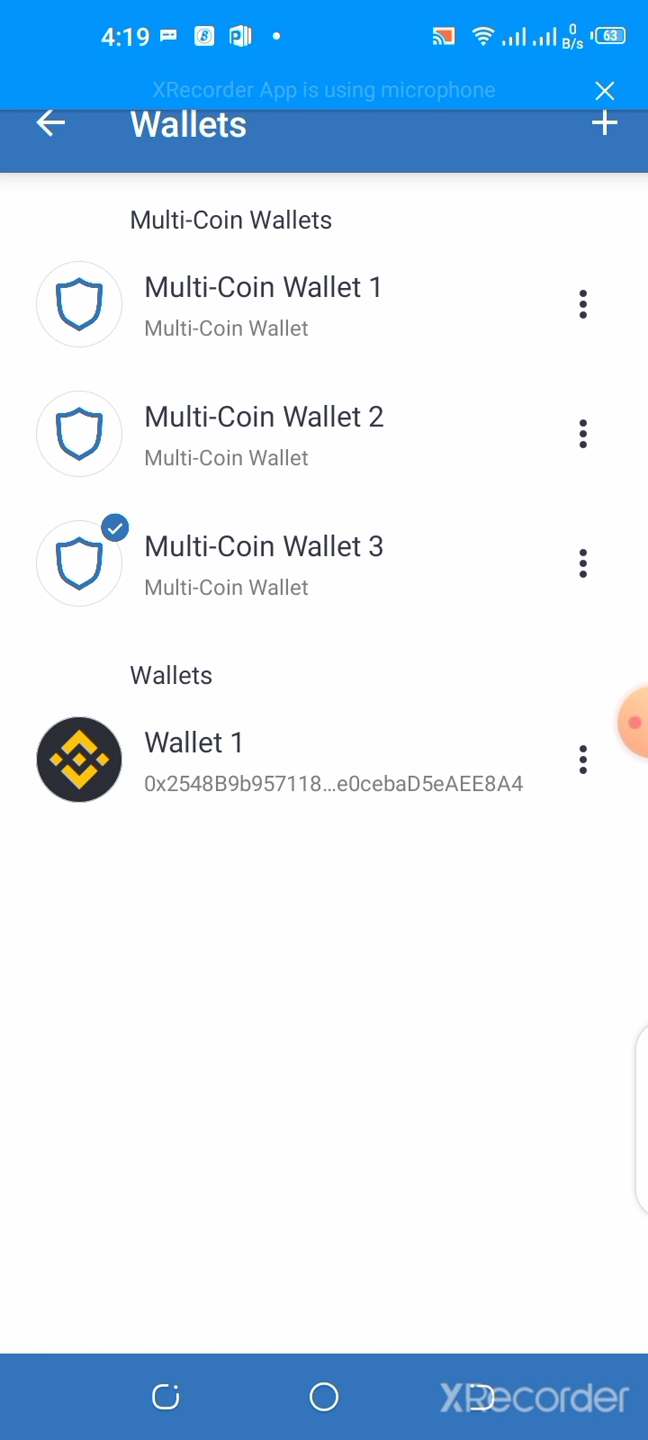 4:19
0
B/s
63
XRecorder App is using microphone
Wallets
Multi-Coin Wallets
Multi-Coin Wallet 1
Multi-Coin Wallet
Multi-Coin Wallet 2
Multi-Coin Wallet
Multi-Coin Wallet 3
Multi-Coin Wallet
Wallets
Wallet 1
0x2548B9b957118...e0cebaD5eAEE8A4
XRecorder